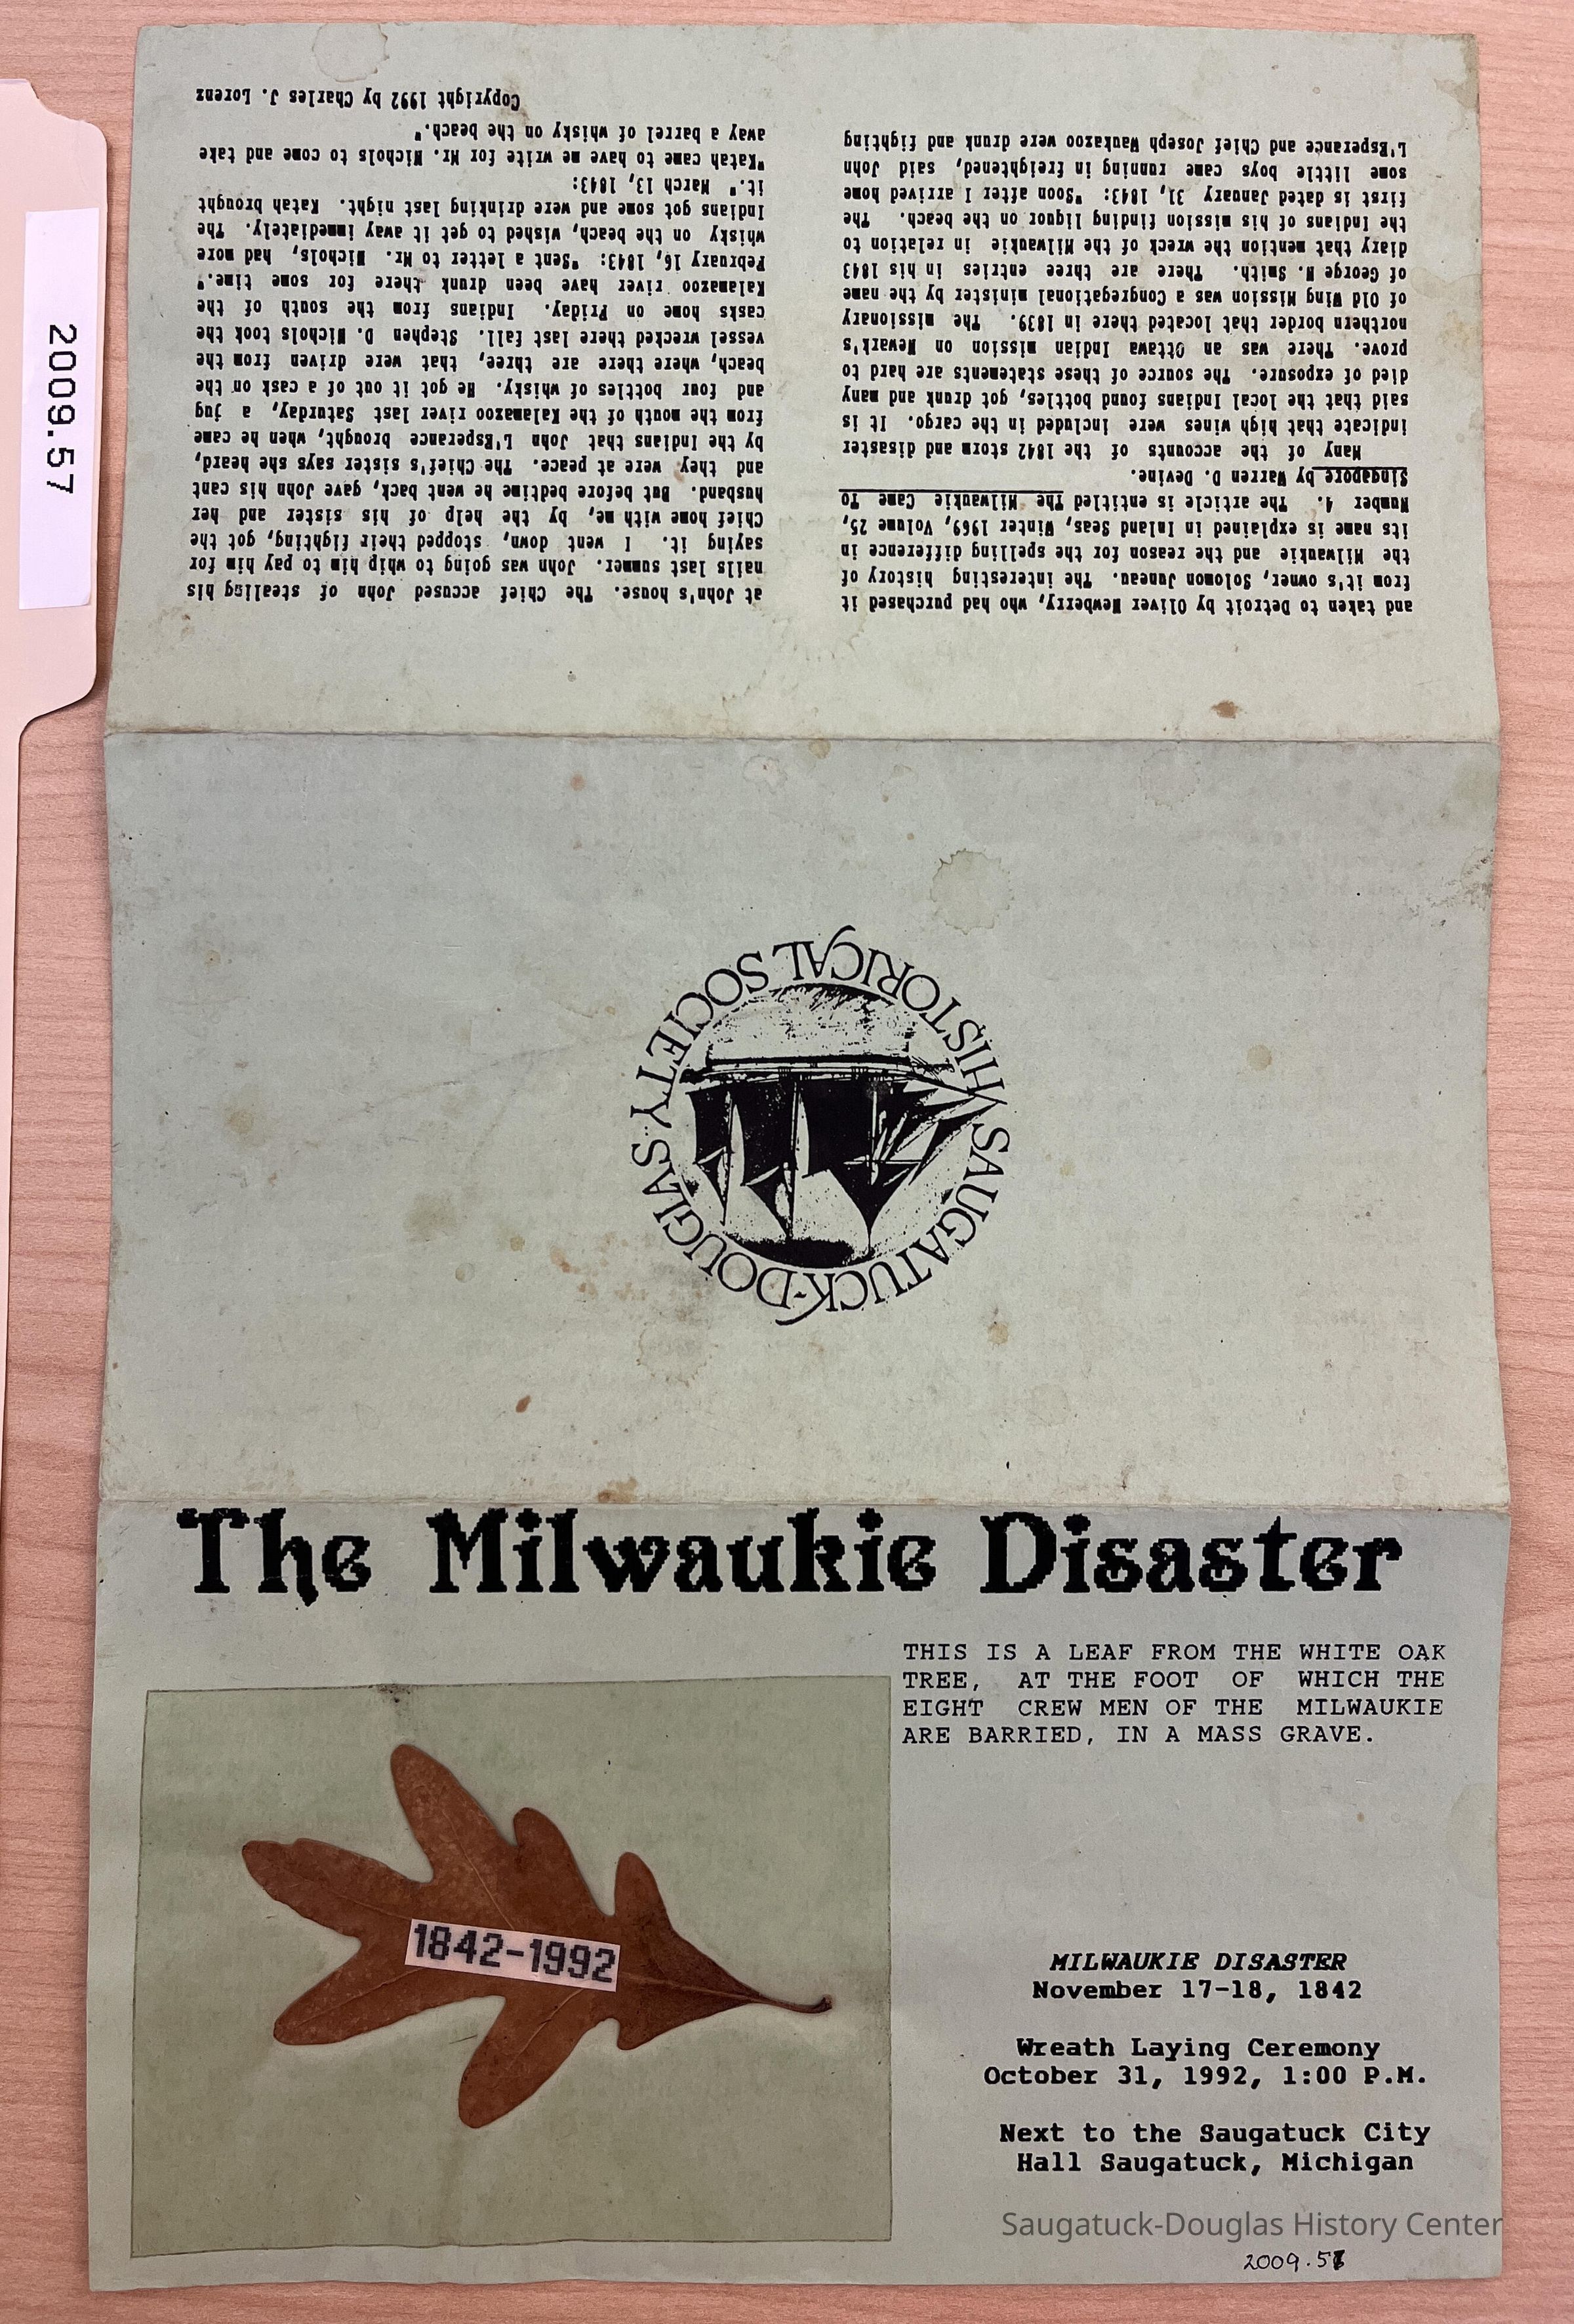 The Milwaukie Disaster
THIS IS A LEAF FROM THE WHITE OAK
TREE, AT THE FOOT OF WHICH THE
EIGHT CREW MEN OF THE MILWAUKIE
ARE BARRIED, IN A MASS GRAVE.
1842-1992
MILWAUKIE DISASTER
November 17-18, 1842
Wreath Laying Ceremony
October 31, 1992, 1:00 P.M.
Next to the Saugatuck City
Hall Saugatuck, Michigan
Saugatuck-Douglas History Center
2009.57
SAUGATUCK-DOUGLAS HISTORICAL SOCIETY
and taken to Detroit by Oliver Newberry, who had purchased it
from it's owner, Solomon Juneau. The interesting history of
the Milwaukie and the reason for the spelling difference in
its name is explained in Inland Seas, Winter 1969, Volume 25,
Number 4. The article is entitled The Milwaukie Came To
Singapore by Warren D. Devine.
Many of the accounts of the 1842 storm and disaster
indicate that high wines were included in the cargo. It is
said that the local Indians found bottles, got drunk and many
died of exposure. The source of these statements are hard to
prove. There was an Ottawa Indian mission on Newark's
northern border that located there in 1839. The missionary
of Old Wing Mission was a Congregational minister by the name
of George N. Smith. There are three entries in his 1843
diary that mention the wreck of the Milwaukie in relation to
the Indians of his mission finding liquor on the beach. The
first is dated January 31, 1843: "Soon after I arrived home
some little boys came running in freightened, said John
L'Esperance and Chief Joseph Waukazoo were drunk and fighting
at John's house. The Chief accused John of stealing his
nails last summer. John was going to whip him to pay him for
saying it. I went down, stopped their fighting, got the
Chief home with me, by the help of his sister and her
husband. But before bedtime he went back, gave John his cant
and they were at peace. The Chief's sister says she heard,
by the Indians that John L'Esperance brought, when he came
from the mouth of the Kalamazoo river last Saturday, a jug
and four bottles of whisky. He got it out of a cask on the
beach, where there are three, that were driven from the
vessel wrecked there last fall. Stephen D. Nichols took the
casks home on Friday. Indians from the south of the
Kalamazoo river have been drunk there for some time."
February 16, 1843: "Sent a letter to Mr. Nichols, had more
whisky on the beach, wished to get it away immediately. The
Indians got some and were drinking last night. Katah brought
it." March 13, 1843:
"Katah came to have me write for Mr. Nichols to come and take
away a barrel of whisky on the beach."
Copyright 1992 by Charles J. Lorenz
2009.57